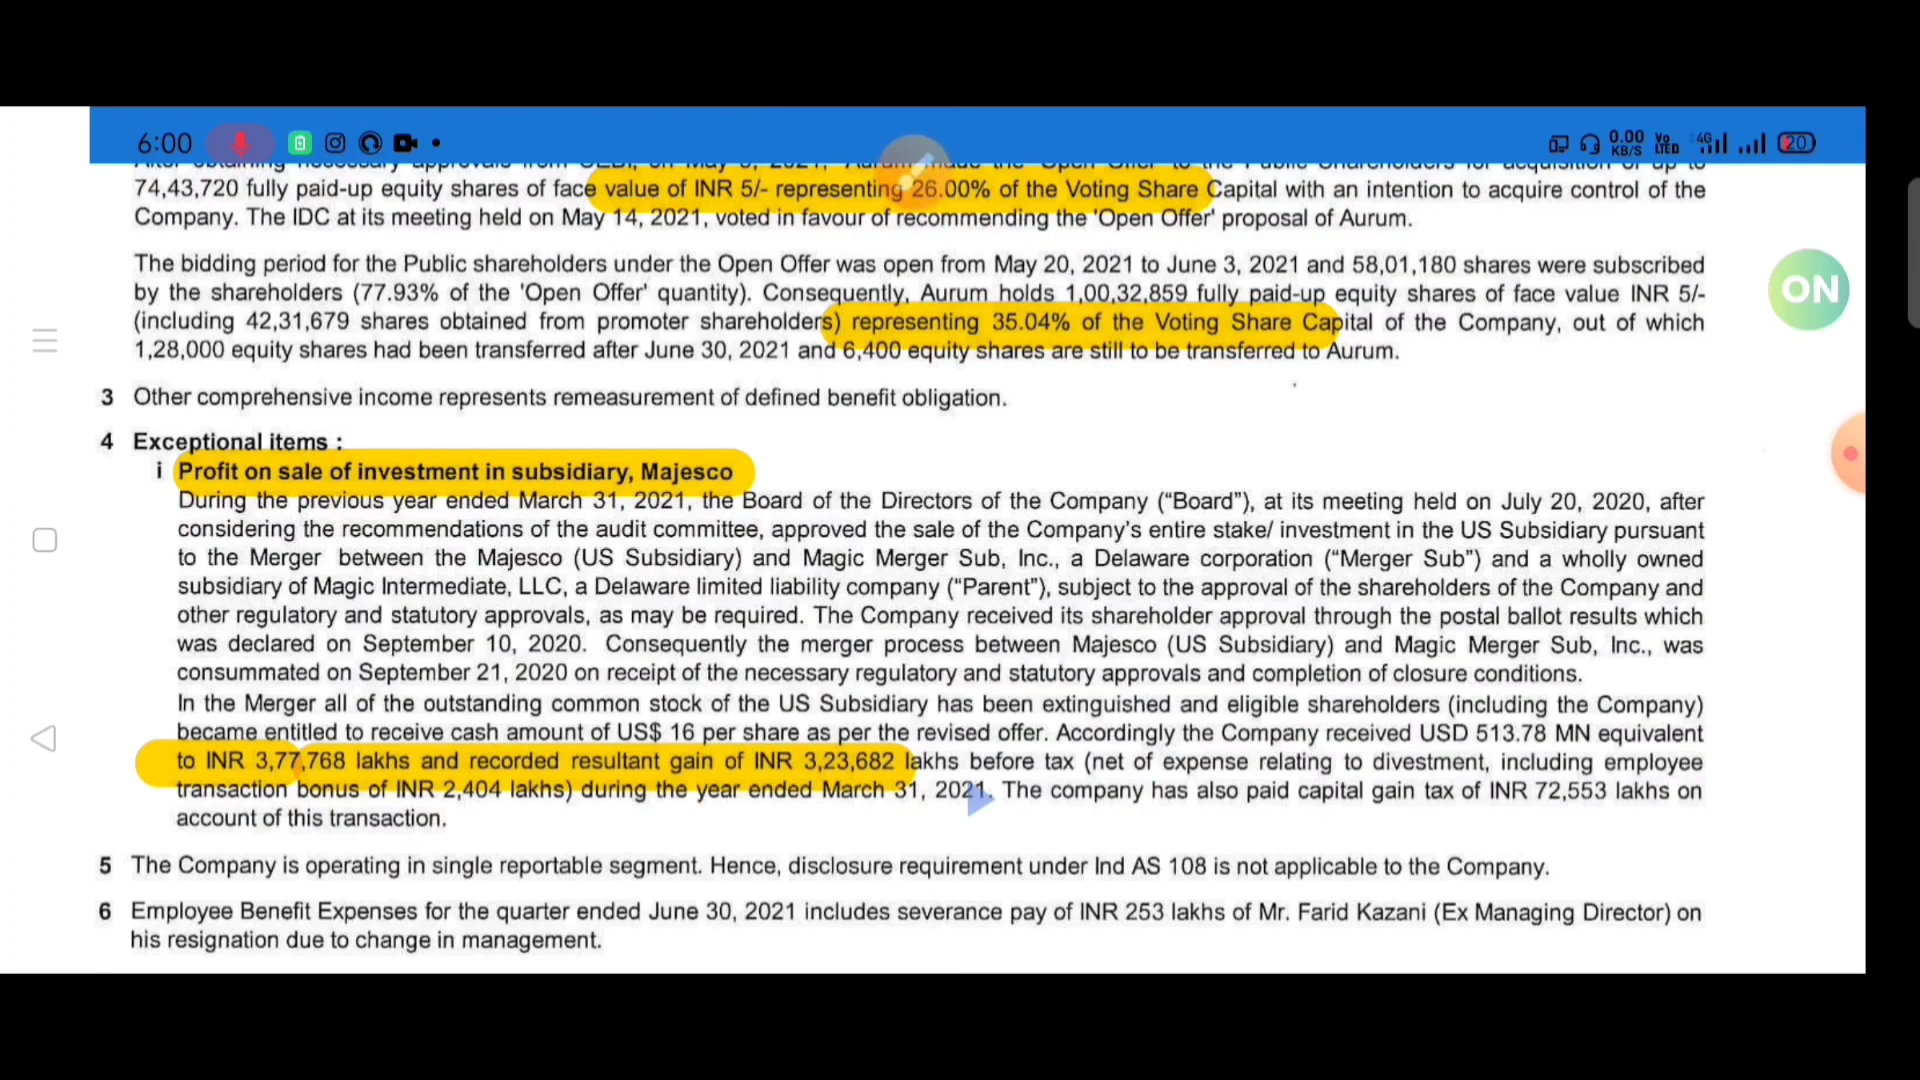 6:00 0.00 KB/S Vo LTED 4G 20
74,43,720 fully paid-up equity shares of face value of INR 5/- representing 26.00% of the Voting Share Capital with an intention to acquire control of the
Company. The IDC at its meeting held on May 14, 2021, voted in favour of recommending the 'Open Offer' proposal of Aurum.
The bidding period for the Public shareholders under the Open Offer was open from May 20, 2021 to June 3, 2021 and 58,01,180 shares were subscribed
ON
by the shareholders (77.93% of the 'Open Offer' quantity). Consequently, Aurum holds 1,00,32,859 fully paid-up equity shares of face value INR 5/-
(including 42,31,679 shares obtained from promoter shareholders) representing 35.04% of the Voting Share Capital of the Company, out of which
1,28,000 equity shares had been transferred after June 30, 2021 and 6,400 equity shares are still to be transferred to Aurum.
3 Other comprehensive income represents remeasurement of defined benefit obligation.
4 Exceptional items :
i Profit on sale of investment in subsidiary, Majesco
During the previous year ended March 31, 2021, the Board of the Directors of the Company (“Board”), at its meeting held on July 20, 2020, after
considering the recommendations of the audit committee, approved the sale of the Company’s entire stake/ investment in the US Subsidiary pursuant
to the Merger between the Majesco (US Subsidiary) and Magic Merger Sub, Inc., a Delaware corporation (“Merger Sub”) and a wholly owned
subsidiary of Magic Intermediate, LLC, a Delaware limited liability company (“Parent”), subject to the approval of the shareholders of the Company and
other regulatory and statutory approvals, as may be required. The Company received its shareholder approval through the postal ballot results which
was declared on September 10, 2020. Consequently the merger process between Majesco (US Subsidiary) and Magic Merger Sub, Inc., was
consummated on September 21, 2020 on receipt of the necessary regulatory and statutory approvals and completion of closure conditions.
In the Merger all of the outstanding common stock of the US Subsidiary has been extinguished and eligible shareholders (including the Company)
became entitled to receive cash amount of US$ 16 per share as per the revised offer. Accordingly the Company received USD 513.78 MN equivalent
to INR 3,77,768 lakhs and recorded resultant gain of INR 3,23,682 lakhs before tax (net of expense relating to divestment, including employee
transaction bonus of INR 2,404 lakhs) during the year ended March 31, 2021. The company has also paid capital gain tax of INR 72,553 lakhs on
account of this transaction.
5 The Company is operating in single reportable segment. Hence, disclosure requirement under Ind AS 108 is not applicable to the Company.
6 Employee Benefit Expenses for the quarter ended June 30, 2021 includes severance pay of INR 253 lakhs of Mr. Farid Kazani (Ex Managing Director) on
his resignation due to change in management.